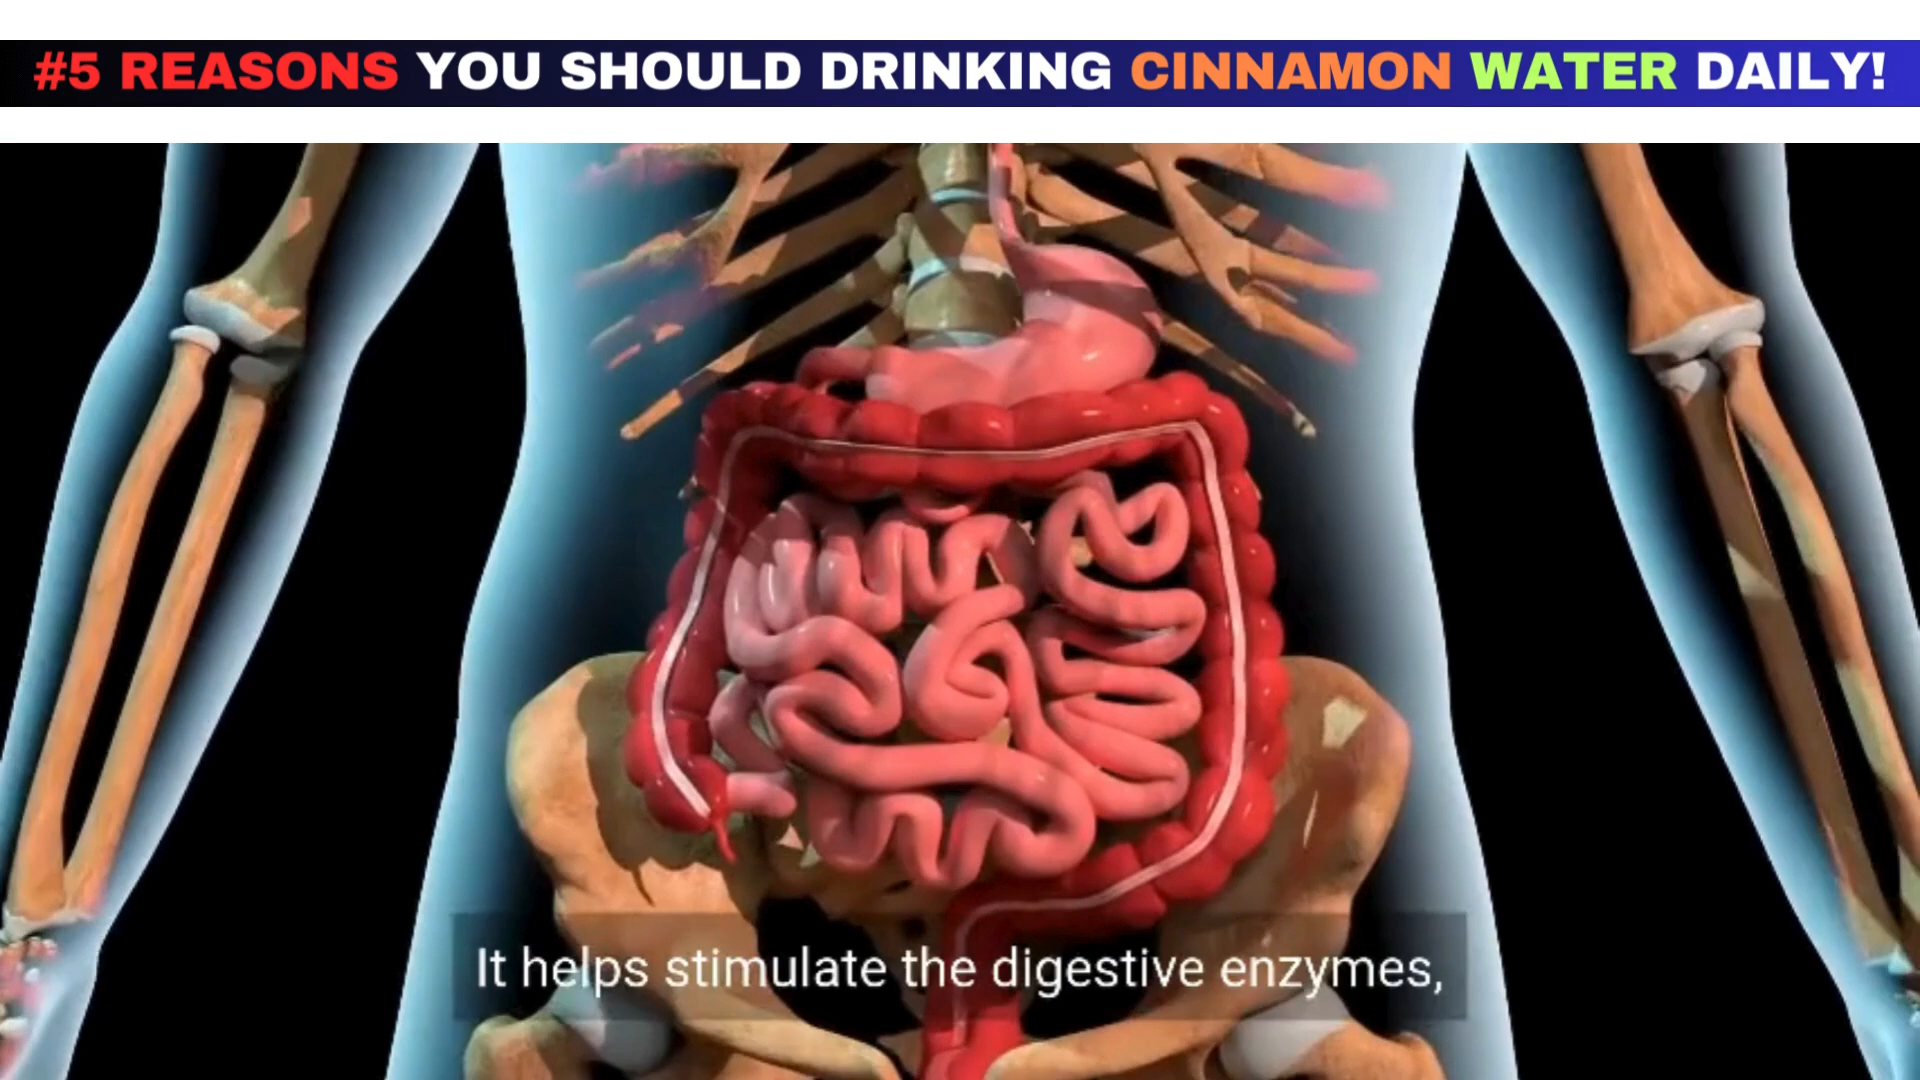 #5 REASONS YOU SHOULD DRINKING CINNAMON WATER DAILY!
It helps stimulate the digestive enzymes,